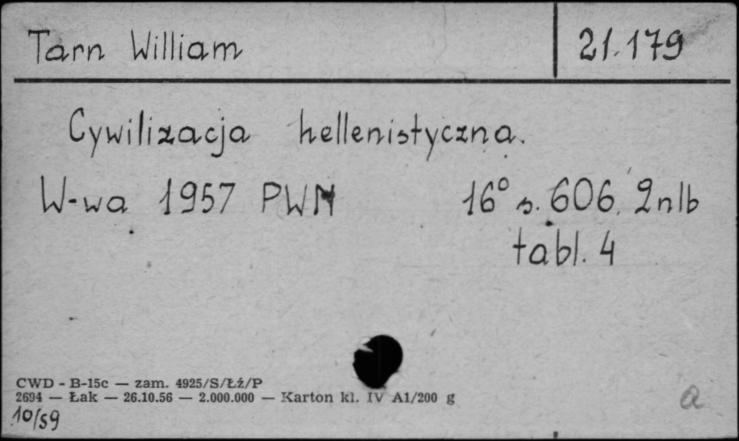 Tarn William 21.179
Cywilizacja hellenistyczna.
W-wa 1957 PWN 16° s. 606, 2nlb
tabl. 4
CWD - B-15c — zam. 4925/S/Łź/P
2694 — Łak — 26.10.56 — 2.000.000 — Karton kl. IV A1/200 g
10/59
a